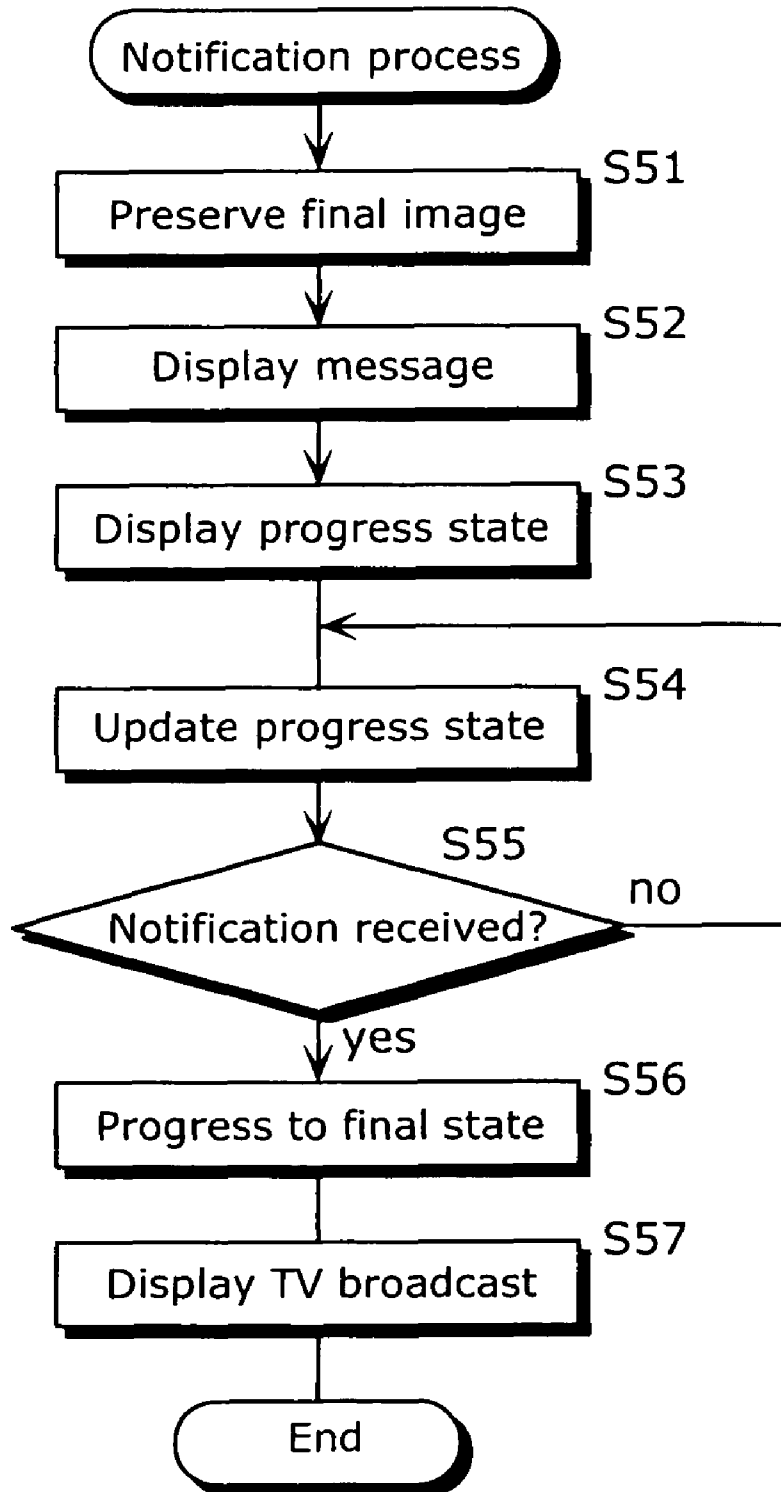 Notification process
S51
Preserve final image
S52
Display message
S53
Display progress state
S54
Update progress state
S55
Notification received?
no
yes
S56
Progress to final state
S57
Display TV broadcast
End